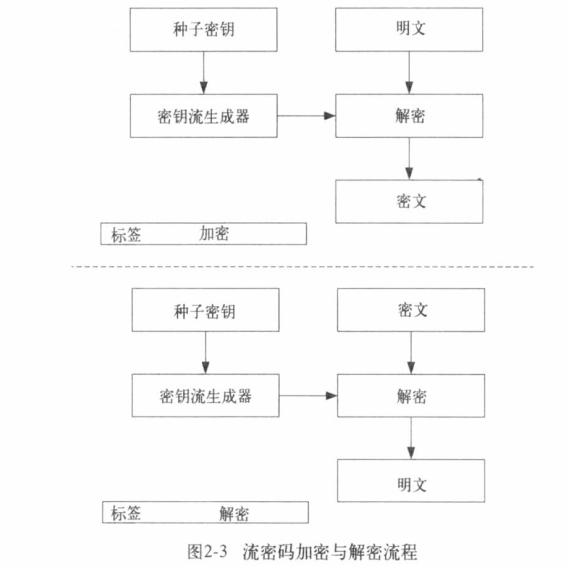 种子密钥 明文
密钥流生成器 解密
密文
标签 加密
种子密钥 密文
密钥流生成器 解密
明文
标签 解密
图2-3 流密码加密与解密流程